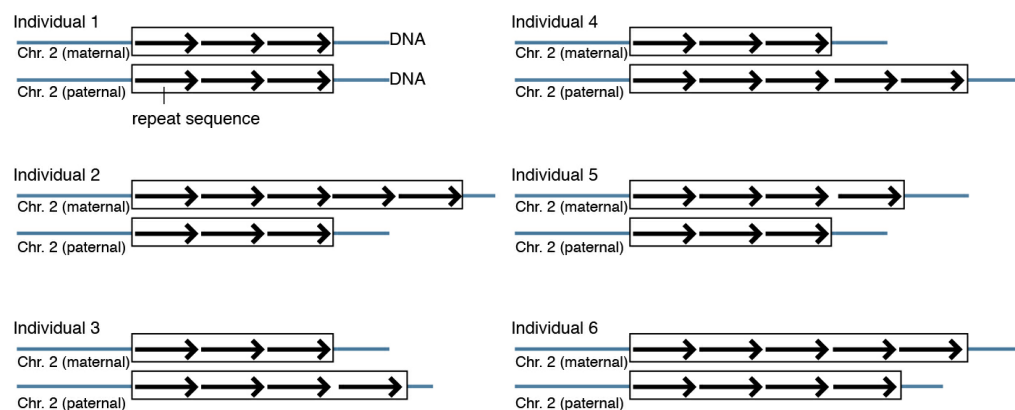 Individual 1
DNA
Chr. 2 (maternal)
DNA
Chr. 2 (paternal)
repeat sequence
Individual 2
Chr. 2 (maternal)
Chr. 2 (paternal)
Individual 3
Chr. 2 (maternal)
Chr. 2 (paternal)
Individual 4
Chr. 2 (maternal)
Chr. 2 (paternal)
Individual 5
Chr. 2 (maternal)
Chr. 2 (paternal)
Individual 6
Chr. 2 (maternal)
Chr. 2 (paternal)